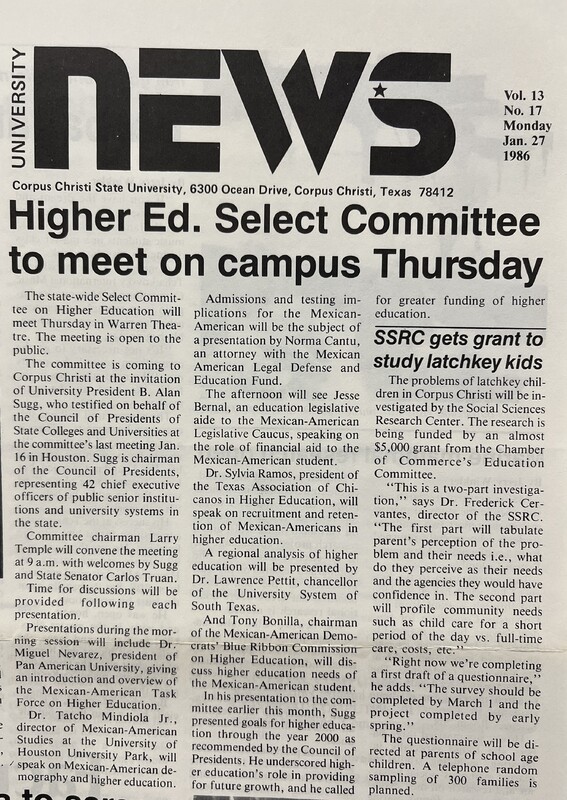 UNIVERSITY
NEWS
Vol. 13
No. 17
Monday
Jan. 27
1986
Corpus Christi State University, 6300 Ocean Drive, Corpus Christi, Texas 78412
Higher Ed. Select Committee
to meet on campus Thursday
The state-wide Select Commit-
tee on Higher Education will
meet Thursday in Warren Thea-
tre. The meeting is open to the
public.
The committee is coming to
Corpus Christi at the invitation
of University President B. Alan
Sugg, who testified on behalf of
the Council of Presidents of
State Colleges and Universities at
the committee's last meeting Jan.
16 in Houston. Sugg is chairman
of the Council of Presidents,
representing 42 chief executive
officers of public senior institu-
tions and university systems in
the state.
Committee chairman Larry
Temple will convene the meeting
at 9 a.m. with welcomes by Sugg
and State Senator Carlos Truan.
Time for discussions will be
provided following each
presentation.
Presentations during the mor-
ning session will include Dr.
Miguel Nevarez, president of
Pan American University, giving
an introduction and overview of
the Mexican-American Task
Force on Higher Education.
Dr. Tatcho Mindiola Jr.,
director of Mexican-American
Studies at the University of
Houston University Park, will
speak on Mexican-American de-
mography and higher education.
Admissions and testing im-
plications for the Mexican-
American will be the subject of
a presentation by Norma Cantu,
an attorney with the Mexican
American Legal Defense and
Education Fund.
The afternoon will see Jesse
Bernal, an education legislative
aide to the Mexican-American
Legislative Caucus, speaking on
the role of financial aid to the
Mexican-American student.
Dr. Sylvia Ramos, president of
the Texas Association of Chi-
canos in Higher Education, will
speak on recruitment and reten-
tion of Mexican-Americans in
higher education.
A regional analysis of higher
education will be presented by
Dr. Lawrence Pettit, chancellor
of the University System of
South Texas.
And Tony Bonilla, chairman
of the Mexican-American Demo-
crats' Blue Ribbon Commission
on Higher Education, will dis-
cuss higher education needs of
the Mexican-American student.
In his presentation to the com-
mittee earlier this month, Sugg
presented goals for higher educa-
tion through the year 2000 as
recommended by the Council of
Presidents. He underscored high-
er education's role in providing
for future growth, and he called
for greater funding of higher
education.
SSRC gets grant to
study latchkey kids
The problems of latchkey chil-
dren in Corpus Christi will be in-
vestigated by the Social Sciences
Research Center. The research is
being funded by an almost
$5,000 grant from the Chamber
of Commerce's Education
Committee.
"This is a two-part investiga-
tion," says Dr. Frederick Cer-
vantes, director of the SSRC.
"The first part will tabulate
parent's perception of the pro-
blem and their needs i.e., what
do they perceive as their needs
and the agencies they would have
confidence in. The second part
will profile community needs
such as child care for a short
period of the day vs. full-time
care, costs, etc."
"Right now we're completing
a first draft of a questionnaire,"
he adds. "The survey should be
completed by March 1 and the
project completed by early
spring."
The questionnaire will be di-
rected at parents of school age
children. A telephone random
sampling of 300 families is
planned.